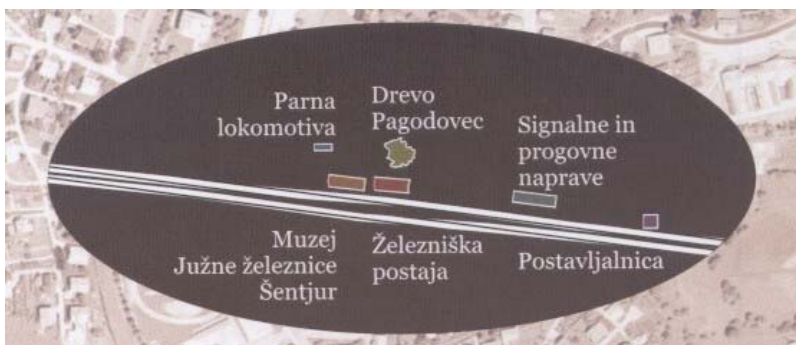 Parna
lokomotiva
Drevo
Pagodovec
Signalne in
progovne
naprave
Muzej
Južne železnice
Šentjur
Železniška
postaja
Postavljalnica